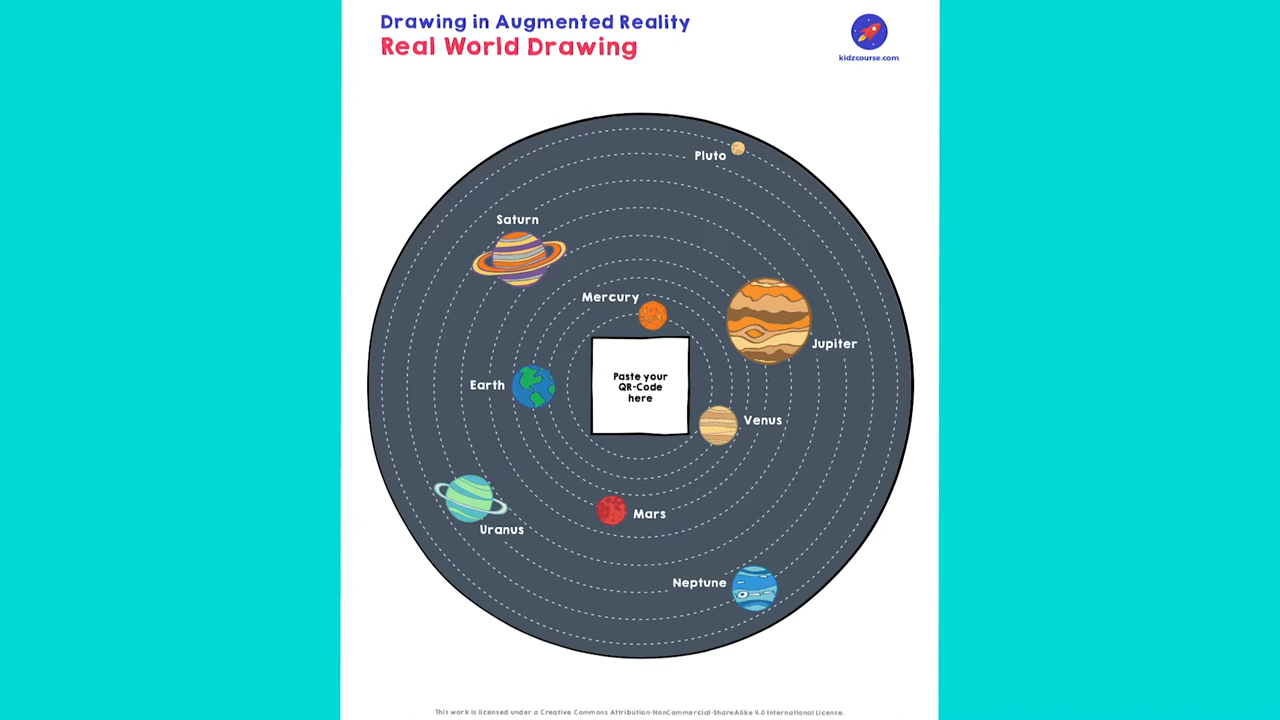 Drawing in Augmented Reality
Real World Drawing
kidzcourse.com
Pluto
Saturn
Mercury
Jupiter
Earth
Paste your
QR-Code
here
Venus
Mars
Uranus
Neptune
This work is licensed under a Creative Commons Attribution-NonCommercial-ShareAlike 4.0 International License.